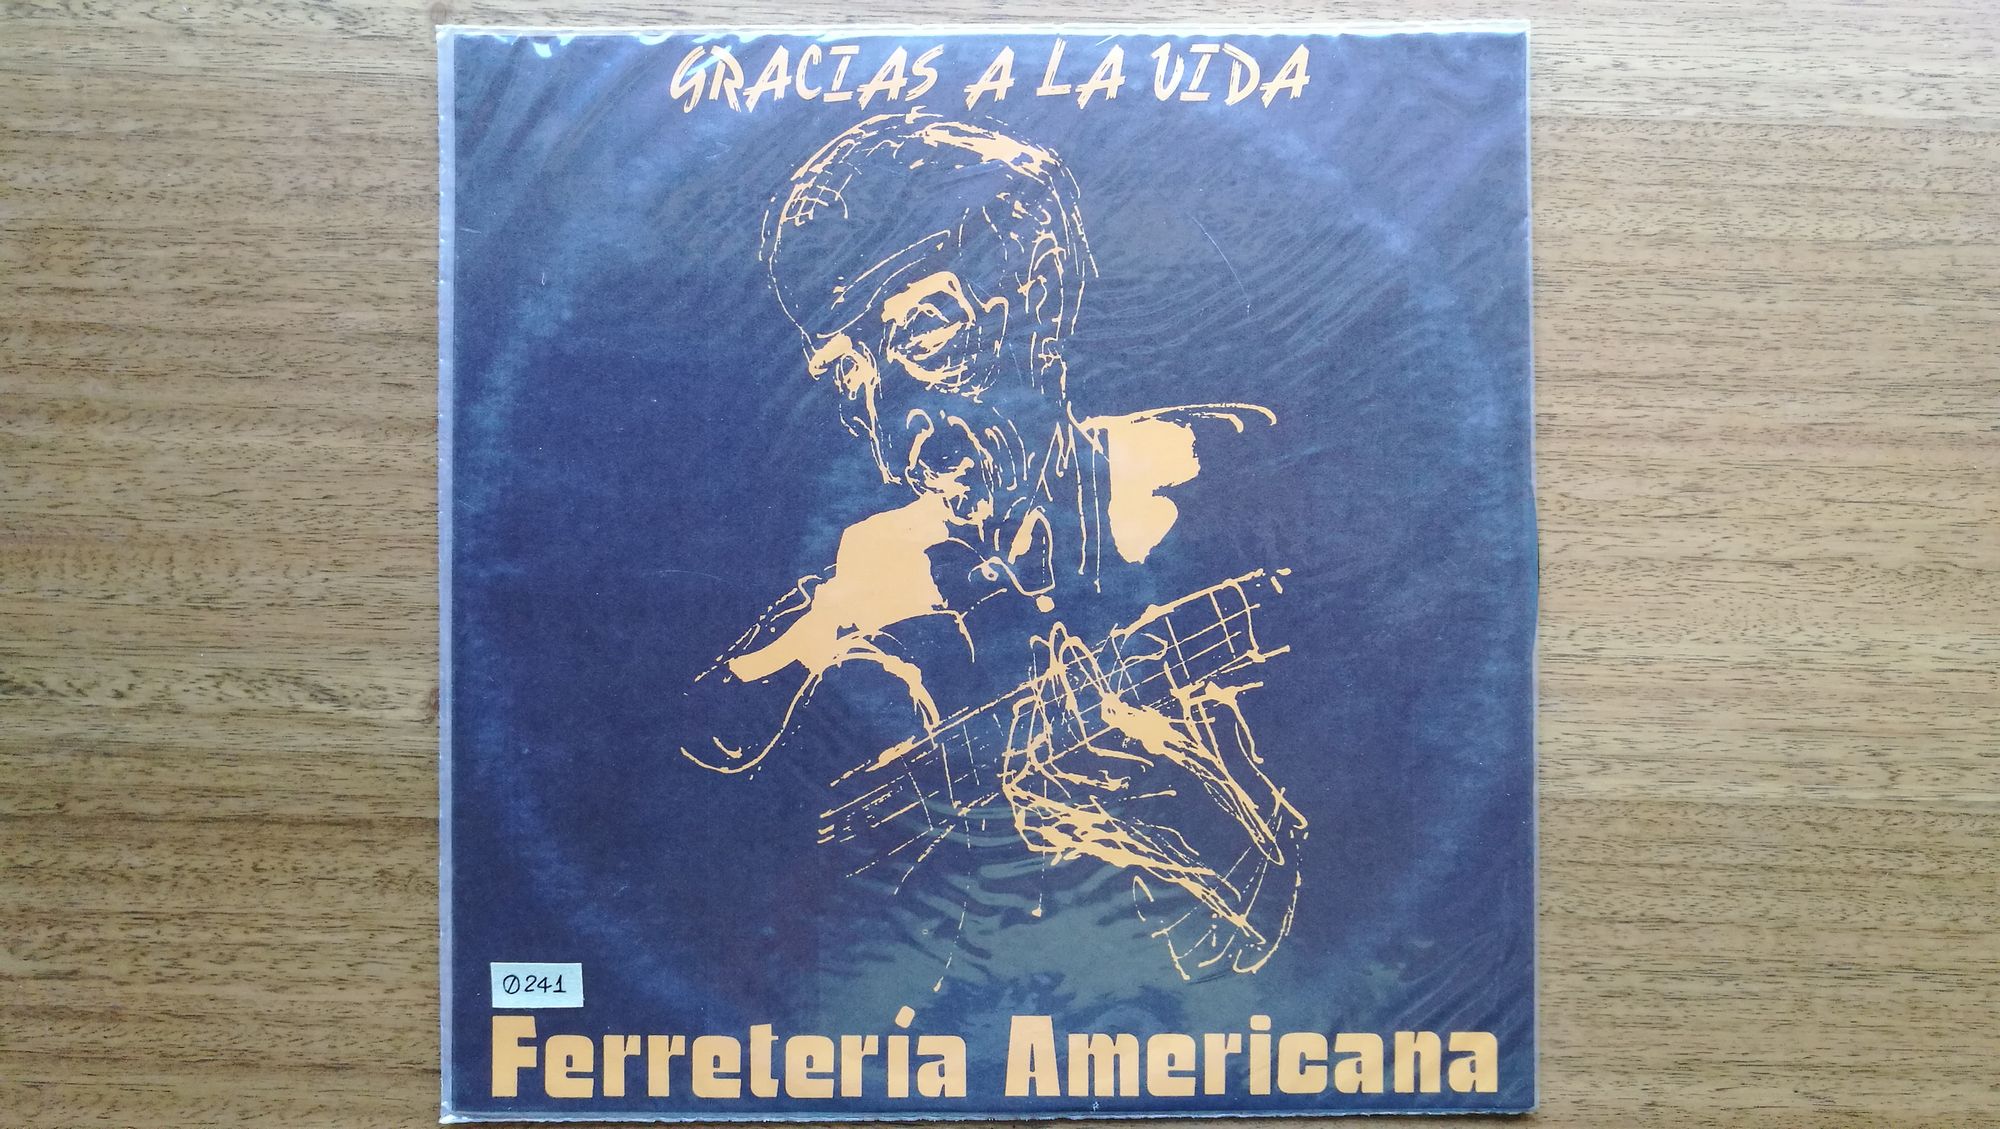 GRACIAS A LA VIDA
0241
Ferretería Americana